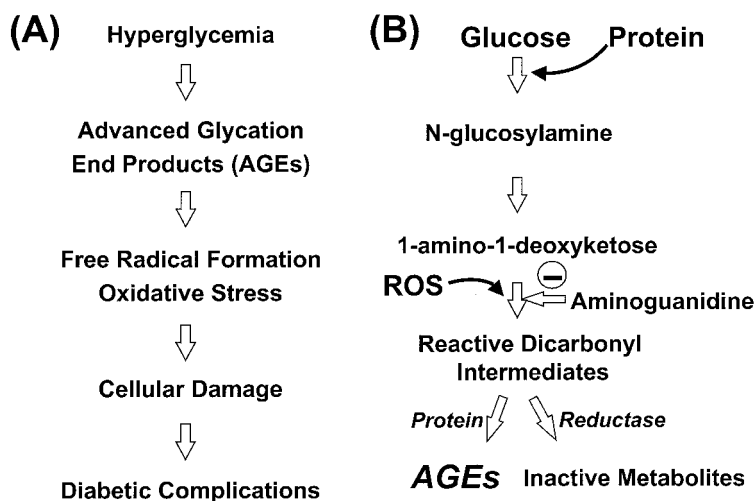 (A)
Hyperglycemia
Advanced Glycation
End Products (AGEs)
Free Radical Formation
Oxidative Stress
Cellular Damage
Diabetic Complications
(B)
Glucose Protein
N-glucosylamine
1-amino-1-deoxyketose
ROS
−
Aminoguanidine
Reactive Dicarbonyl
Intermediates
Protein Reductase
AGEs Inactive Metabolites